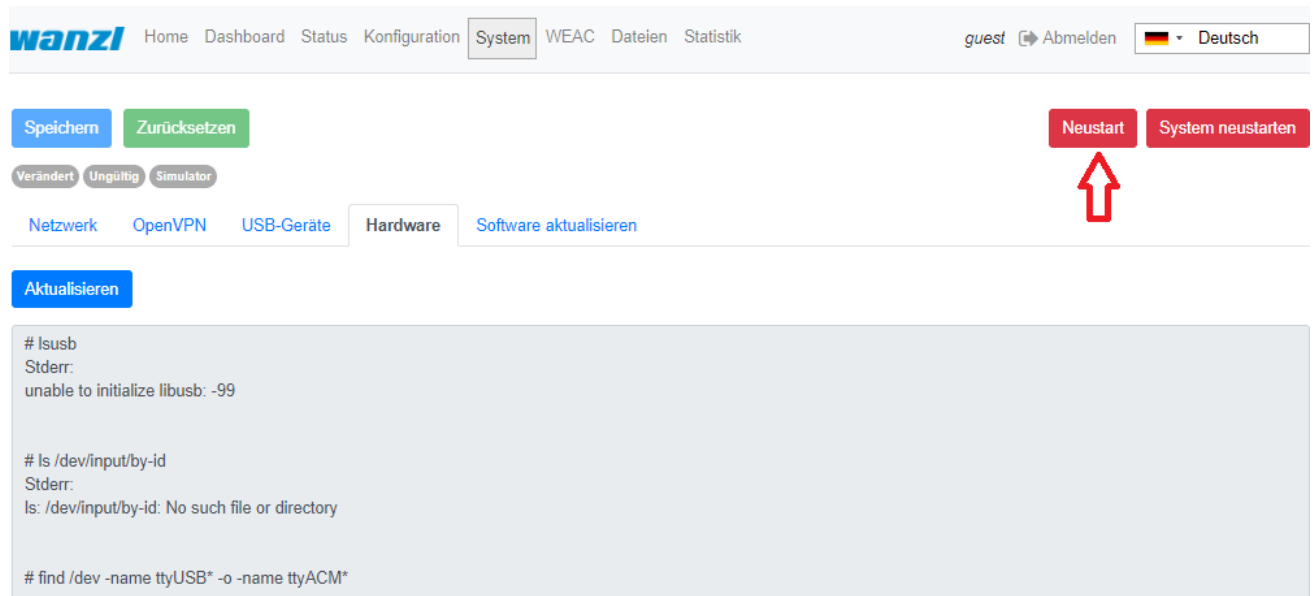 wanzl Home Dashboard Status Konfiguration System WEAC Dateien Statistik guest Abmelden Deutsch
Speichern Zurücksetzen Neustart System neustarten
Verändert Ungültig Simulator
Netzwerk OpenVPN USB-Geräte Hardware Software aktualisieren
Aktualisieren
# lsusb
Stderr:
unable to initialize libusb: -99
# ls /dev/input/by-id
Stderr:
ls: /dev/input/by-id: No such file or directory
# find /dev -name ttyUSB* -o -name ttyACM*